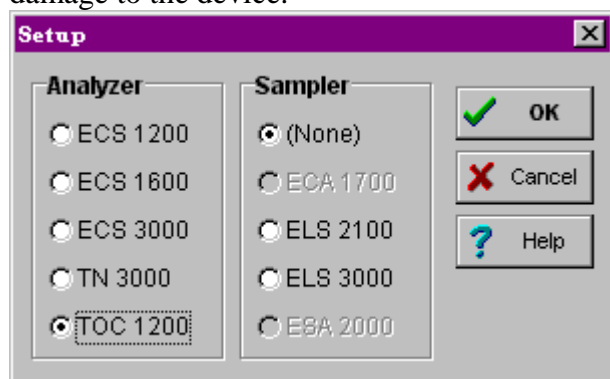 damage to the device.
Setup
Analyzer
ECS 1200
ECS 1600
ECS 3000
TN 3000
TOC 1200
Sampler
(None)
ECA 1700
ELS 2100
ELS 3000
ESA 2000
OK
Cancel
Help